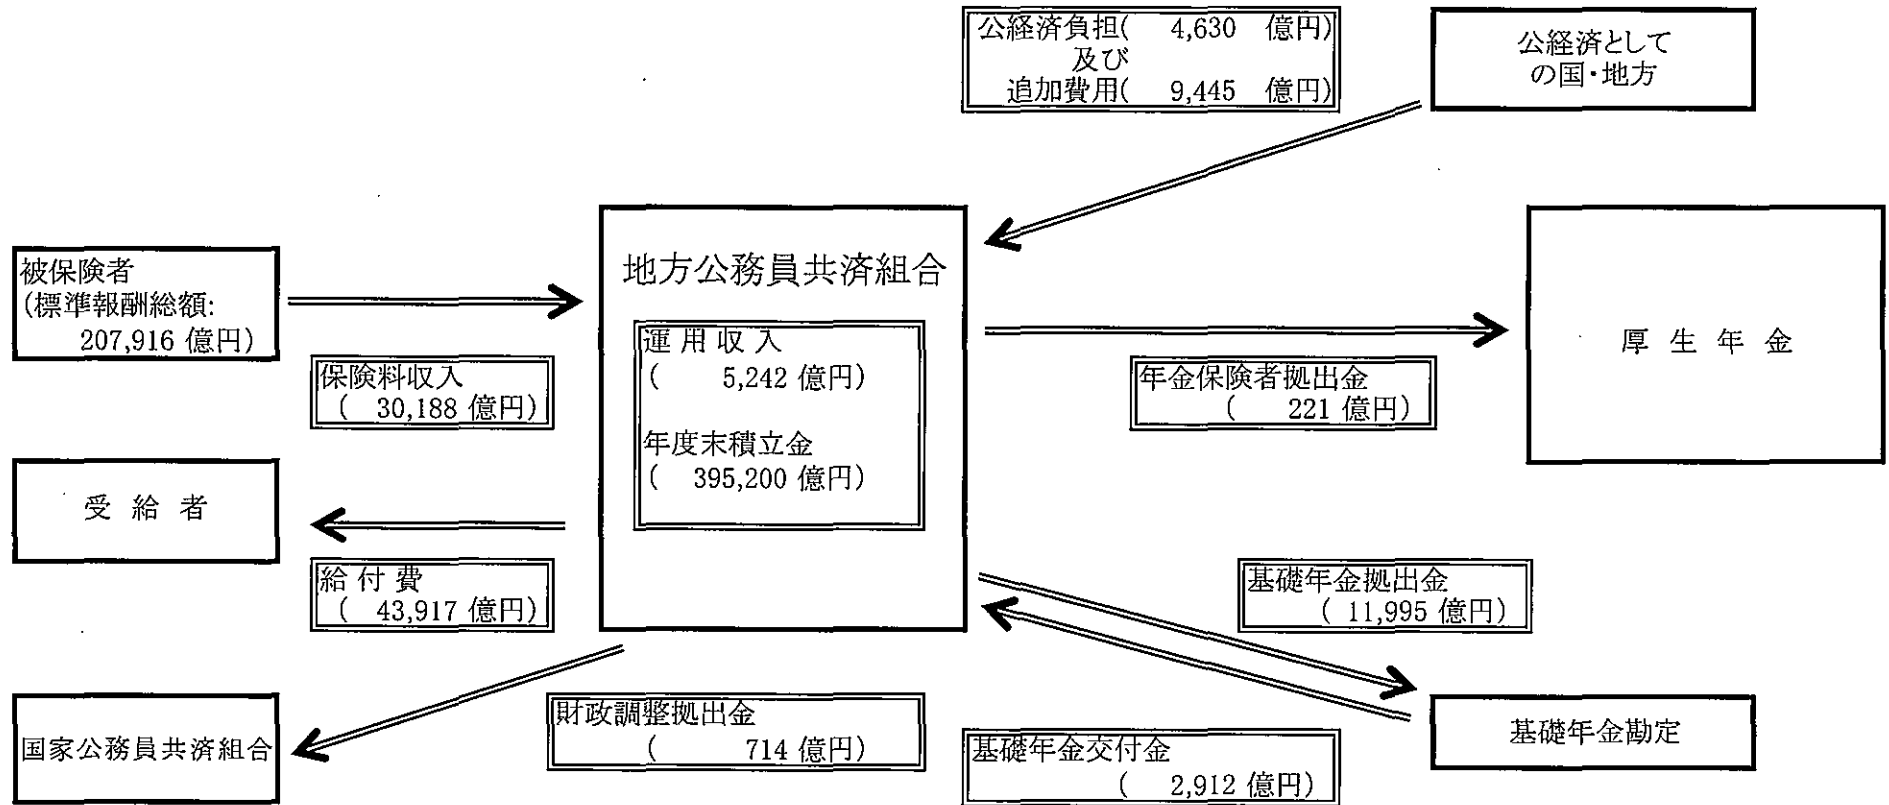 公経済負担( 4,630 億円)
及び
追加費用( 9,445 億円)
公経済として
の国・地方
被保険者
(標準報酬総額:
207,916 億円)
保険料収入
( 30,188 億円)
地方公務員共済組合
運用収入
( 5,242 億円)
年度末積立金
( 395,200 億円)
年金保険者拠出金
( 221 億円)
厚生年金
受給者
給付費
( 43,917 億円)
基礎年金拠出金
( 11,995 億円)
国家公務員共済組合
財政調整拠出金
( 714 億円)
基礎年金交付金
( 2,912 億円)
基礎年金勘定